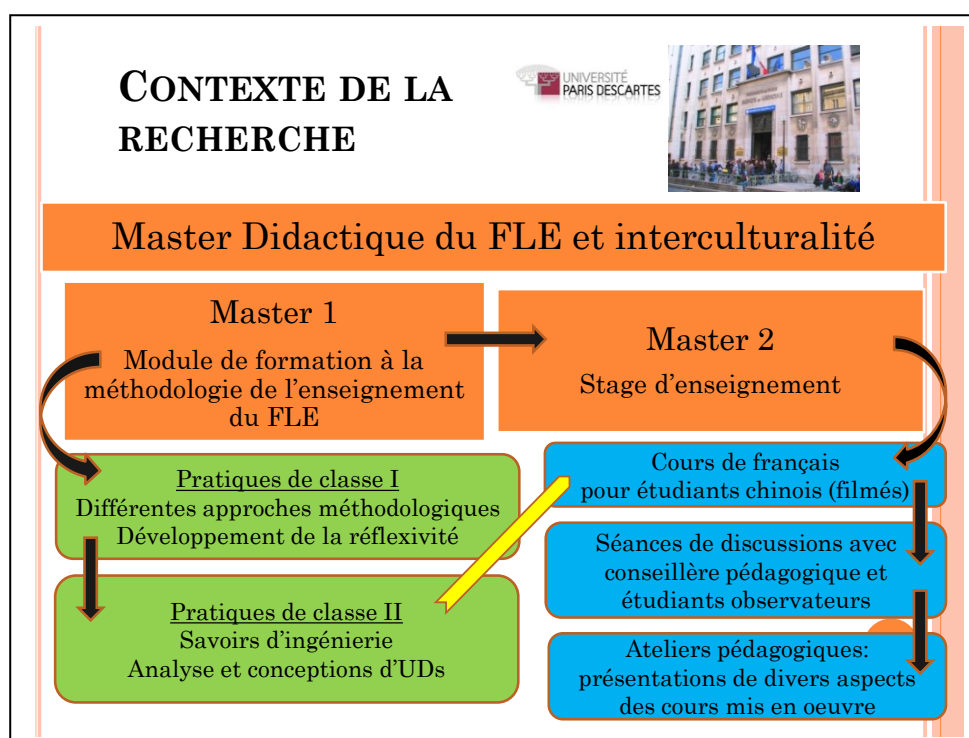 CONTEXTE DE LA
RECHERCHE
UNIVERSITÉ
PARIS DESCARTES
Master Didactique du FLE et interculturalité
Master 1
Module de formation à la
méthodologie de l'enseignement
du FLE
Master 2
Stage d'enseignement
Pratiques de classe I
Différentes approches méthodologiques
Développement de la réflexivité
Pratiques de classe II
Savoirs d'ingénierie
Analyse et conceptions d'UDs
Cours de français
pour étudiants chinois (filmés)
Séances de discussions avec
conseillère pédagogique et
étudiants observateurs
Ateliers pédagogiques:
présentations de divers aspects
des cours mis en oeuvre